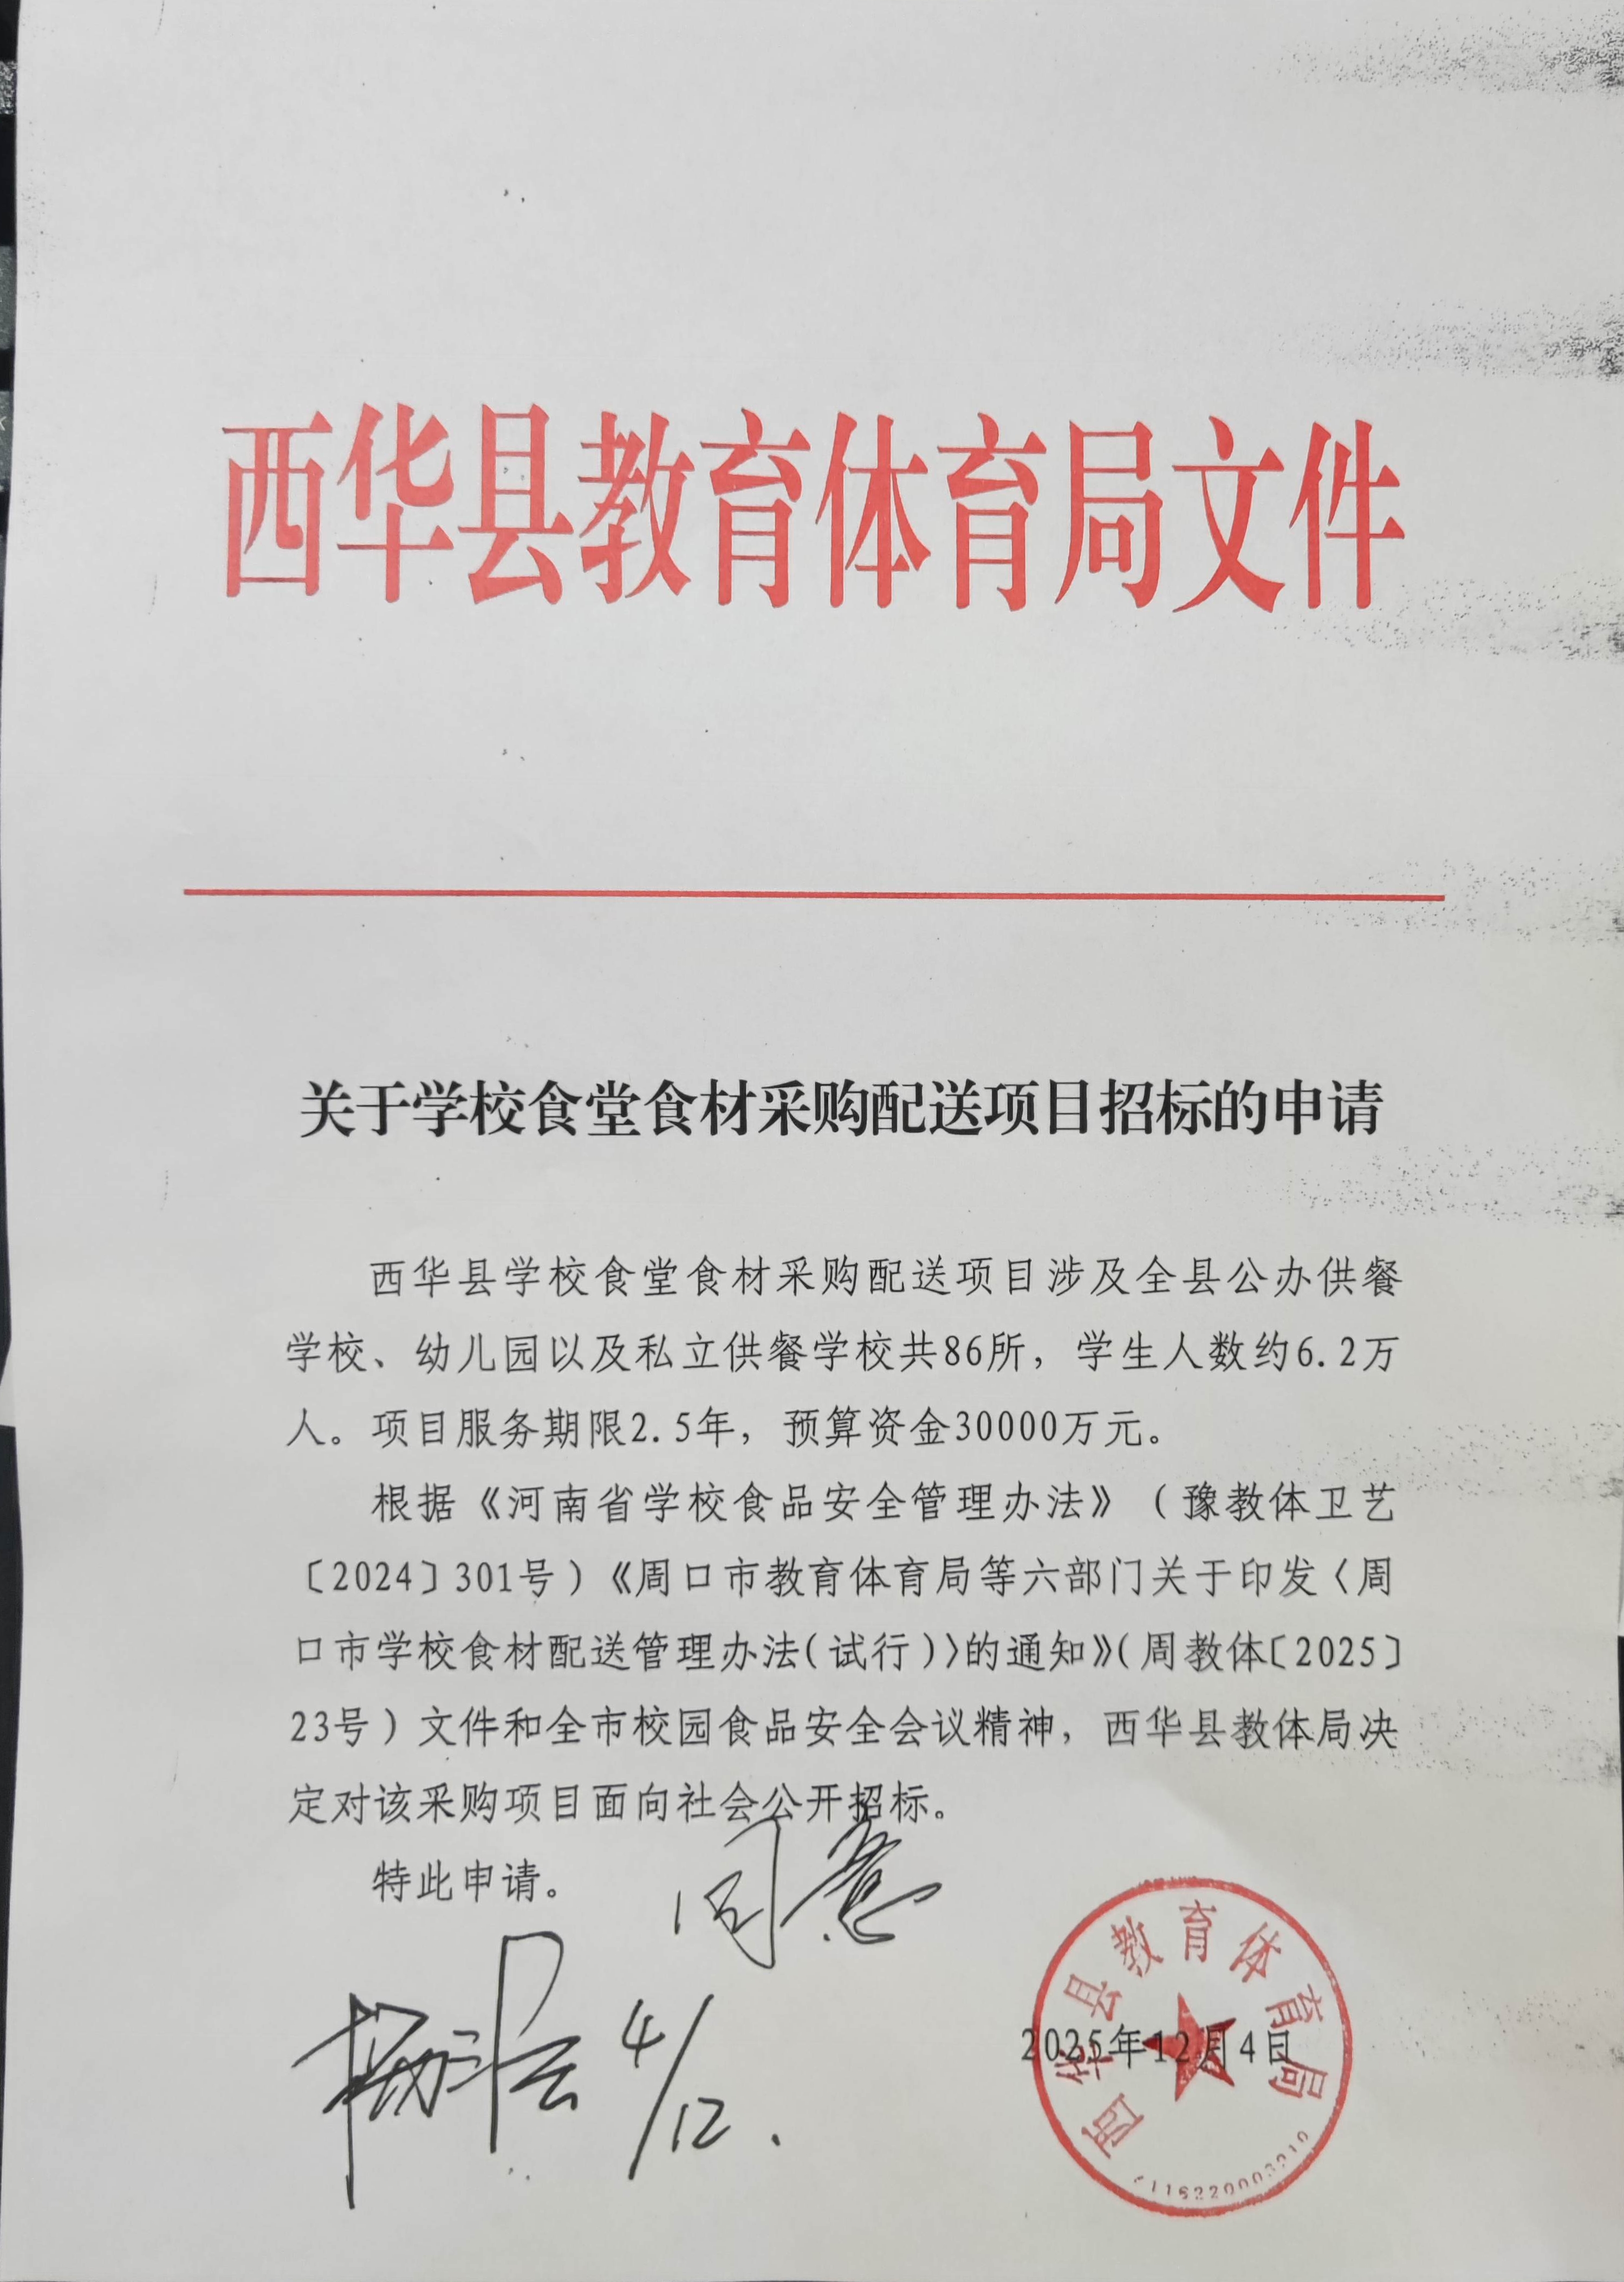 西华县教育体育局文件
关于学校食堂食材采购配送项目招标的申请
西华县学校食堂食材采购配送项目涉及全县公办供餐
学校、幼儿园以及私立供餐学校共86所，学生人数约6.2万
人。项目服务期限2.5年，预算资金30000万元。
根据《河南省学校食品安全管理办法》（豫教体卫艺
〔2024〕301号）《周口市教育体育局等六部门关于印发〈周
口市学校食材配送管理办法(试行)〉的通知》（周教体〔2025〕
23号）文件和全市校园食品安全会议精神，西华县教体局决
定对该采购项目面向社会公开招标。
特此申请。
同意
4/12.
2025年12月4日
西华县教育体育局